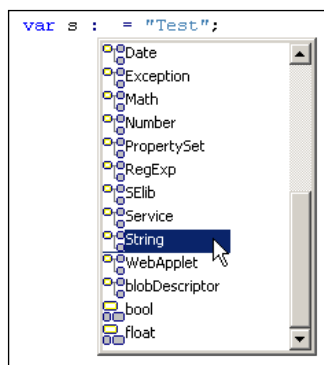 var s : = "Test";
Date
Exception
Math
Number
PropertySet
RegExp
SElib
Service
String
WebApplet
blobDescriptor
bool
float